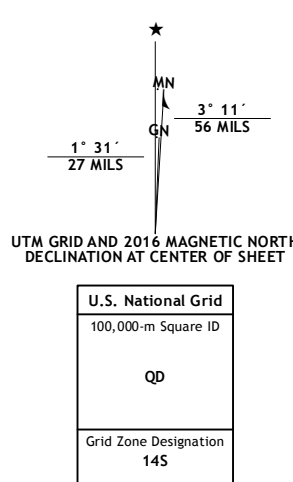 MN
3° 11´
56 MILS
GN
1° 31´
27 MILS
UTM GRID AND 2016 MAGNETIC NORTH
DECLINATION AT CENTER OF SHEET
U.S. National Grid
100,000-m Square ID
QD
Grid Zone Designation
14S